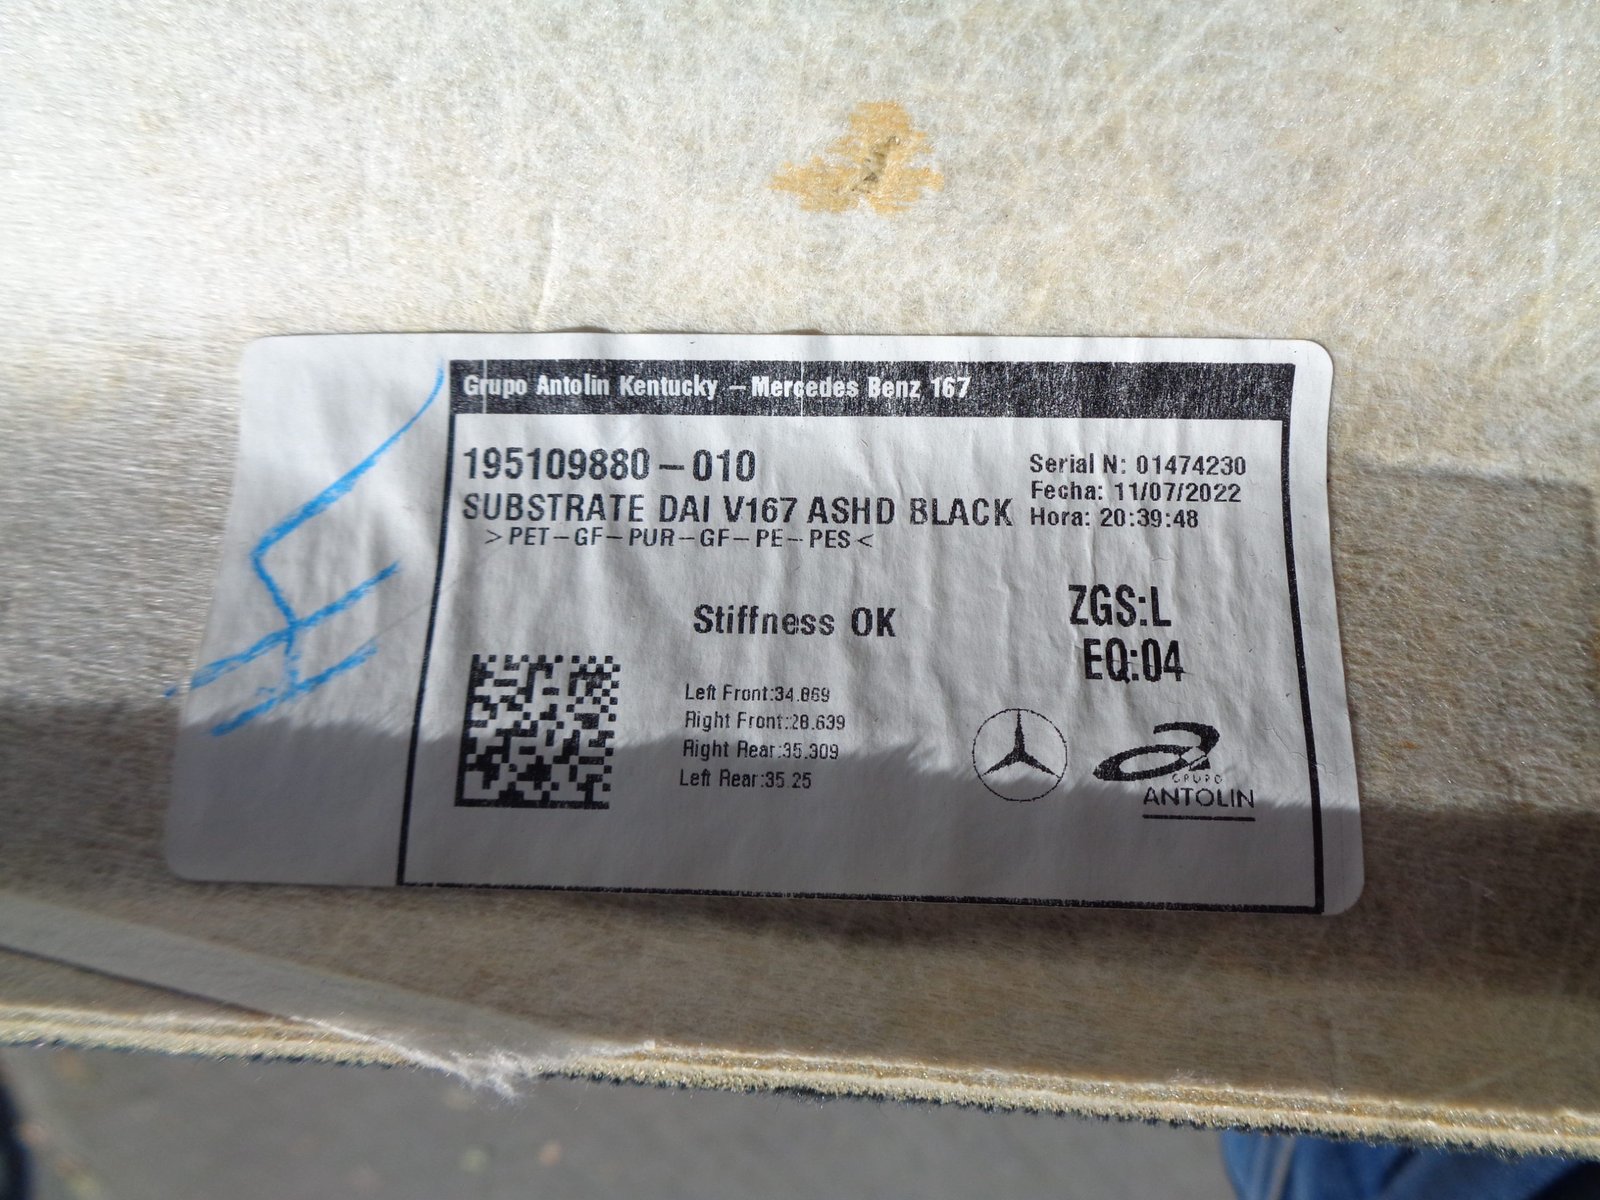 Grupo Antolin Kentucky – Mercedes Benz 167
195109880-010
SUBSTRATE DAI V167 ASHD BLACK
>PET-GF-PUR-GF-PE-PES<
Serial N: 01474230
Fecha: 11/07/2022
Hora: 20:39:48
Stiffness OK
ZGS:L
EQ:04
Left Front:34.869
Right Front:28.639
Right Rear:35.309
Left Rear:35.25
GRUPO
ANTOLIN